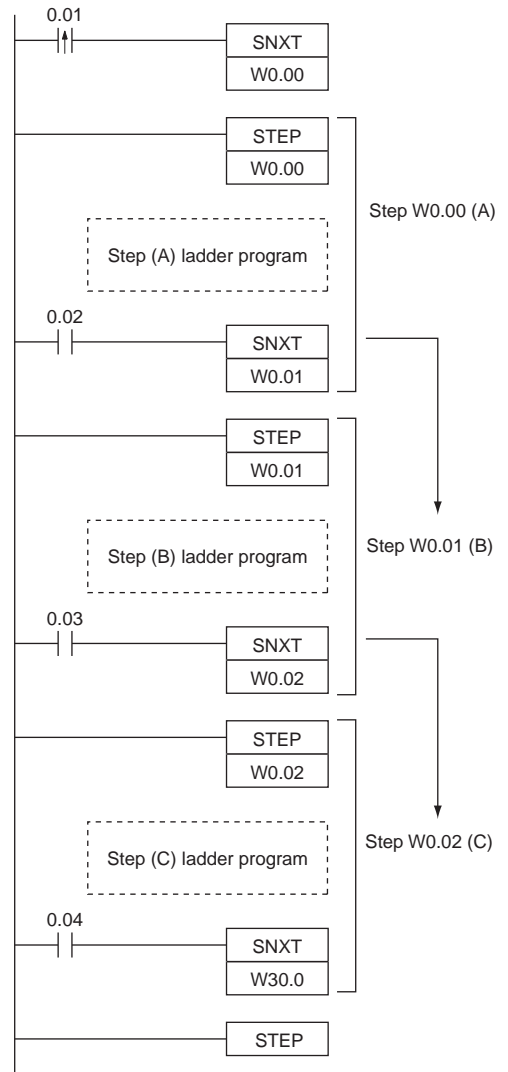 0.01
SNXT
W0.00
STEP
W0.00
Step W0.00 (A)
Step (A) ladder program
0.02
SNXT
W0.01
STEP
W0.01
Step W0.01 (B)
Step (B) ladder program
0.03
SNXT
W0.02
STEP
W0.02
Step W0.02 (C)
Step (C) ladder program
0.04
SNXT
W30.0
STEP